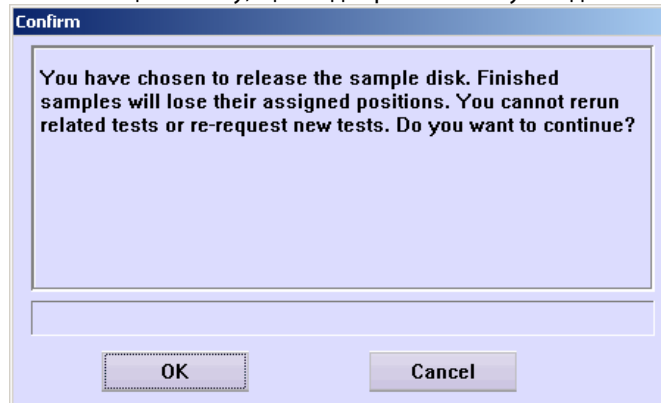 Confirm
You have chosen to release the sample disk. Finished
samples will lose their assigned positions. You cannot rerun
related tests or re-request new tests. Do you want to continue?
OK
Cancel